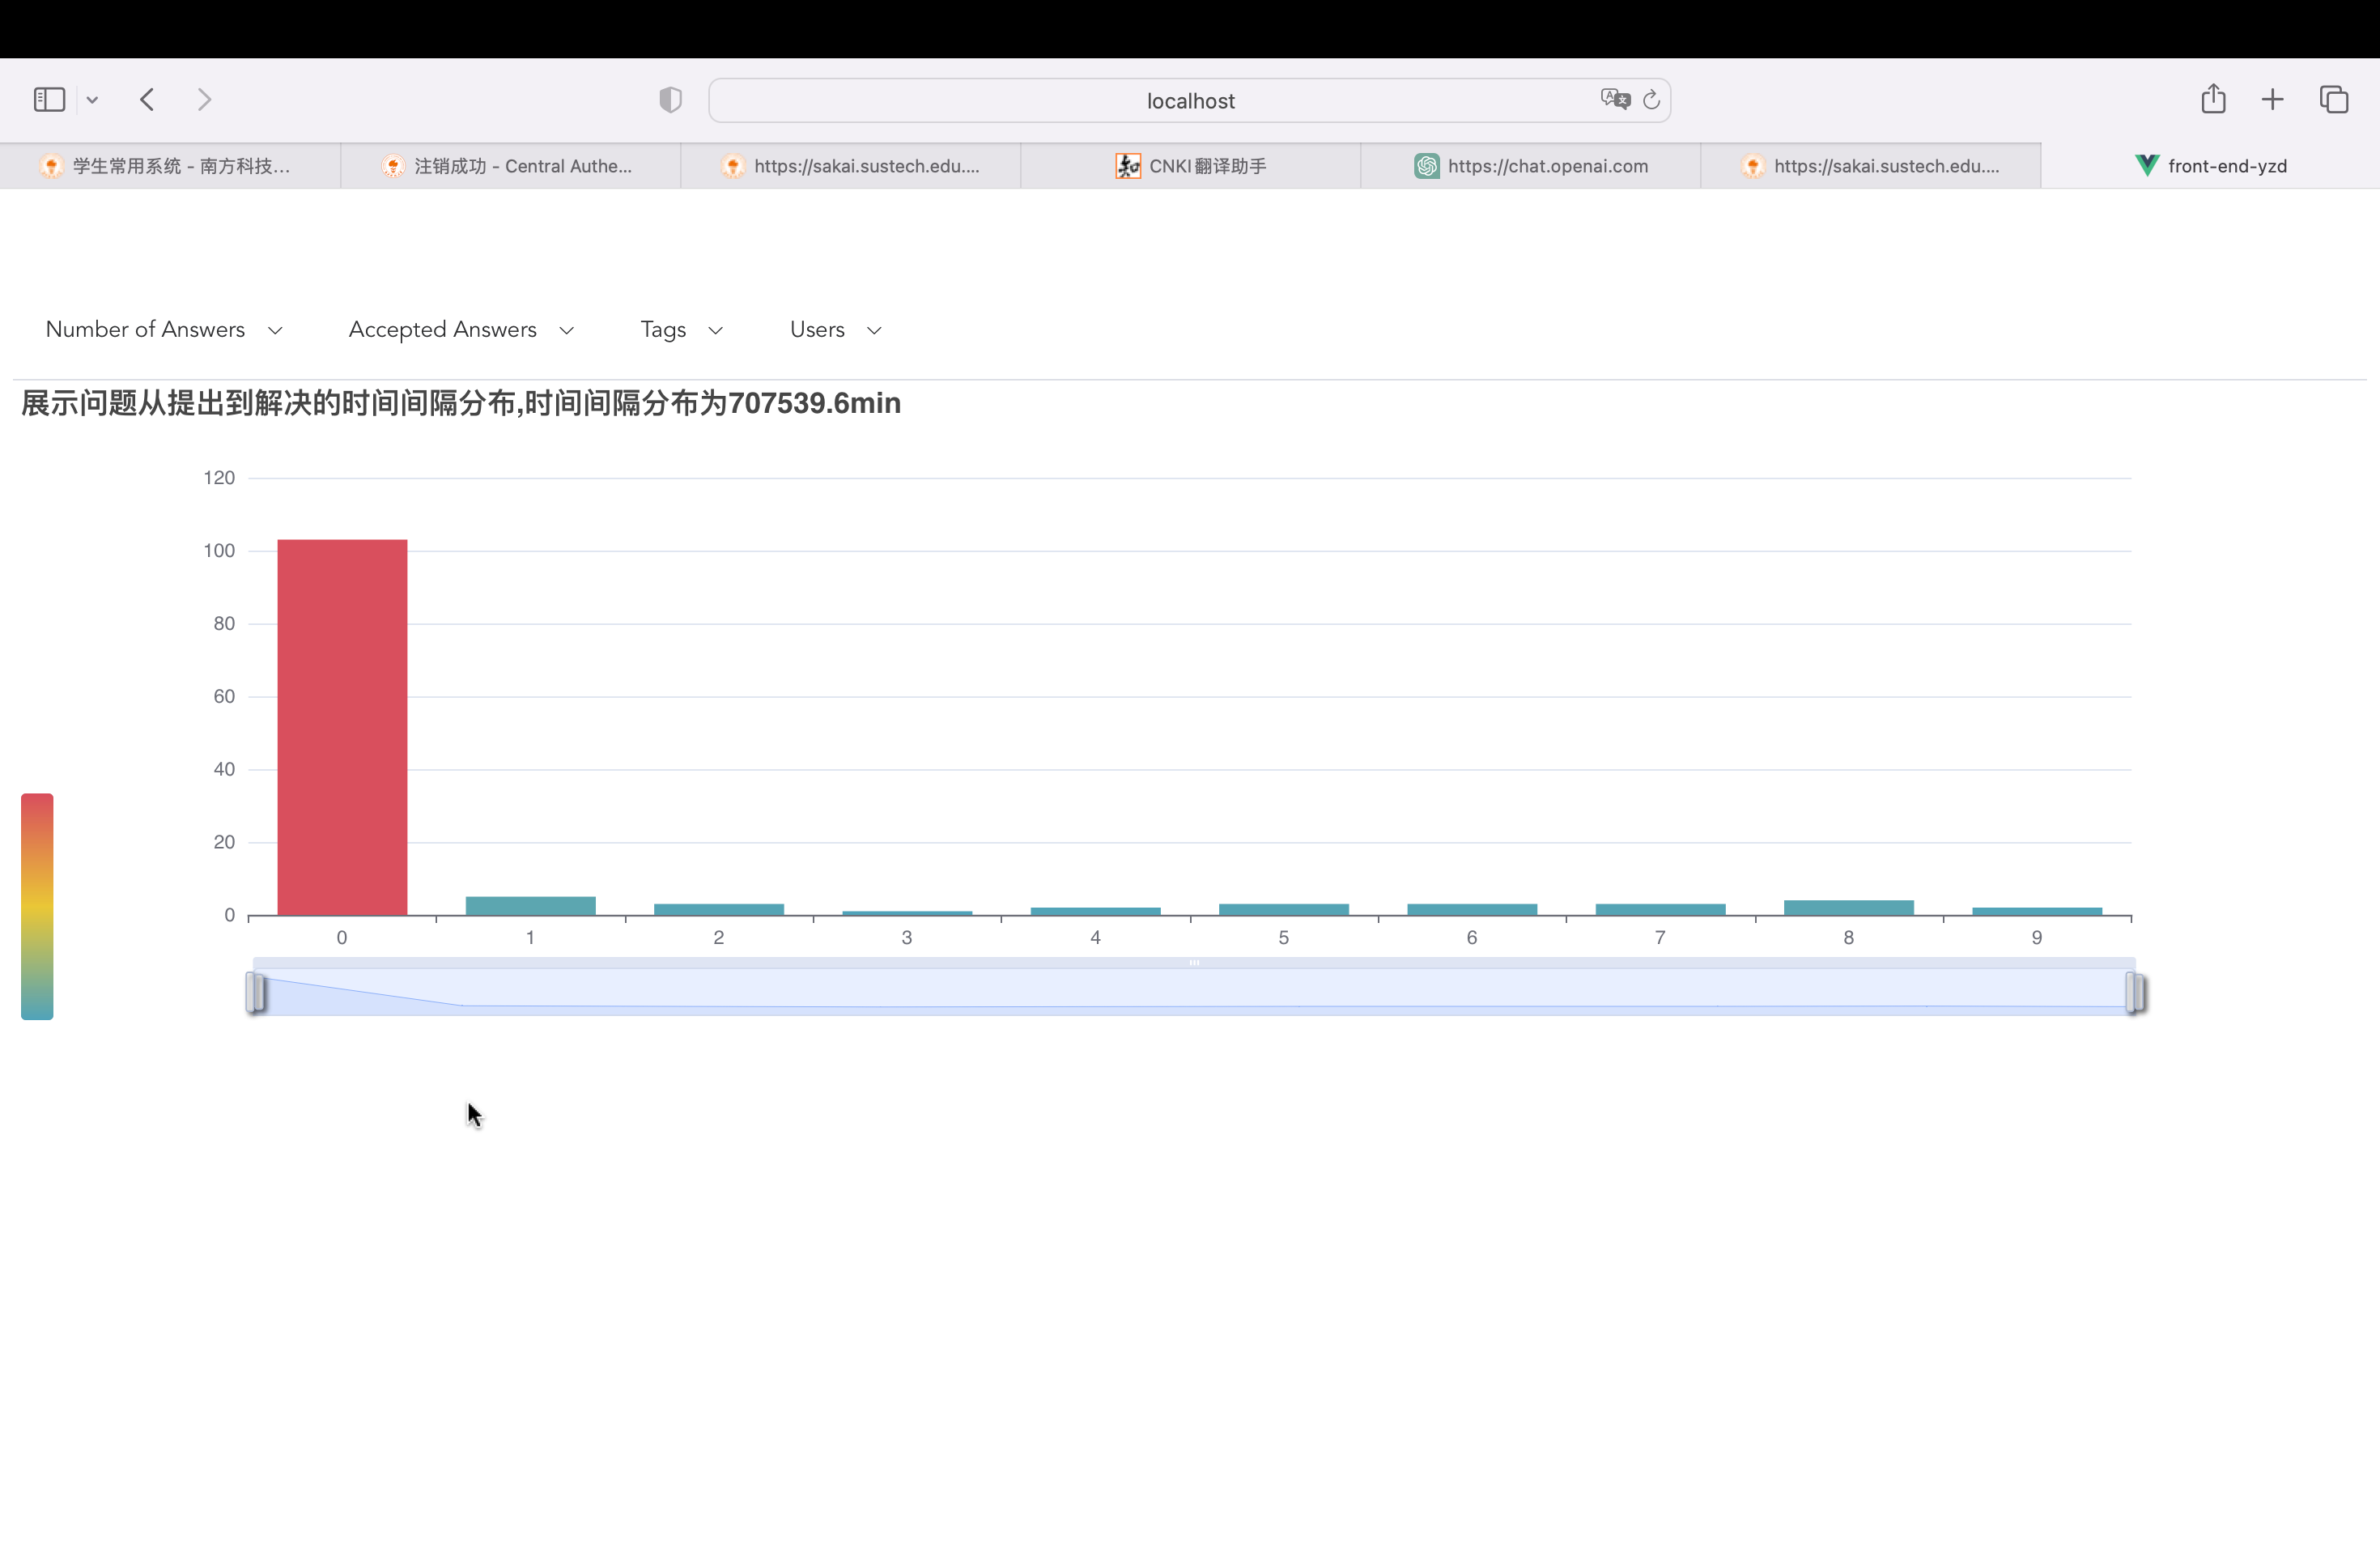 localhost
学生常用系统 - 南方科技...
注销成功 - Central Authe...
https://sakai.sustech.edu....
CNKI翻译助手
https://chat.openai.com
https://sakai.sustech.edu....
front-end-yzd
Number of Answers
Accepted Answers
Tags
Users
展示问题从提出到解决的时间间隔分布,时间间隔分布为707539.6min
120
100
80
60
40
20
0
0 1 2 3 4 5 6 7 8 9